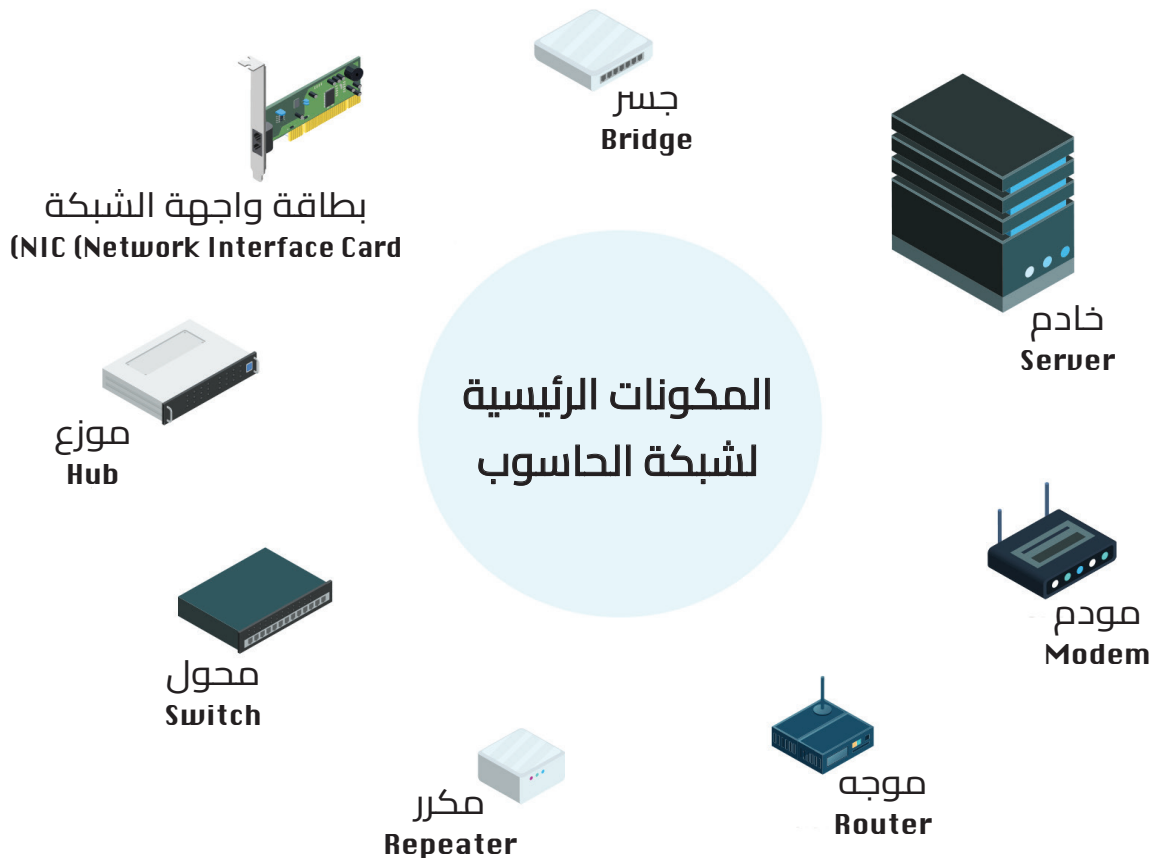 جسر
Bridge
بطاقة واجهة الشبكة
(NIC (Network Interface Card
خادم
Server
موزع
Hub
المكونات الرئيسية
لشبكة الحاسوب
مودم
Modem
محول
Switch
موجه
Router
مكرر
Repeater